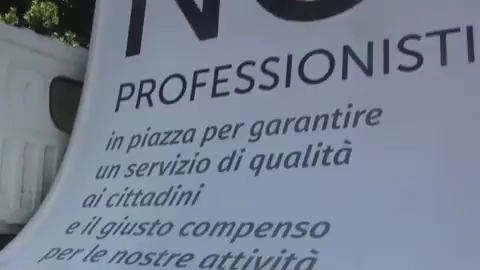 NO
PROFESSIONISTI
in piazza per garantire
un servizio di qualità
ai cittadini
e il giusto compenso
per le nostre attività